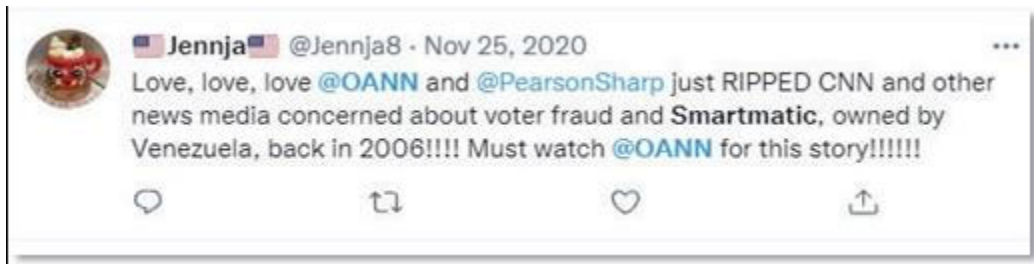 🇺🇸Jennja🇺🇸 @Jennja8 · Nov 25, 2020
Love, love, love @OANN and @PearsonSharp just RIPPED CNN and other
news media concerned about voter fraud and Smartmatic, owned by
Venezuela, back in 2006!!!! Must watch @OANN for this story!!!!!!